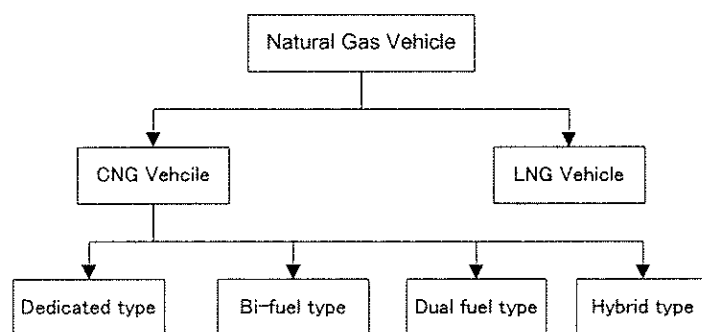 Natural Gas Vehicle
CNG Vehcile
LNG Vehicle
Dedicated type
Bi-fuel type
Dual fuel type
Hybrid type